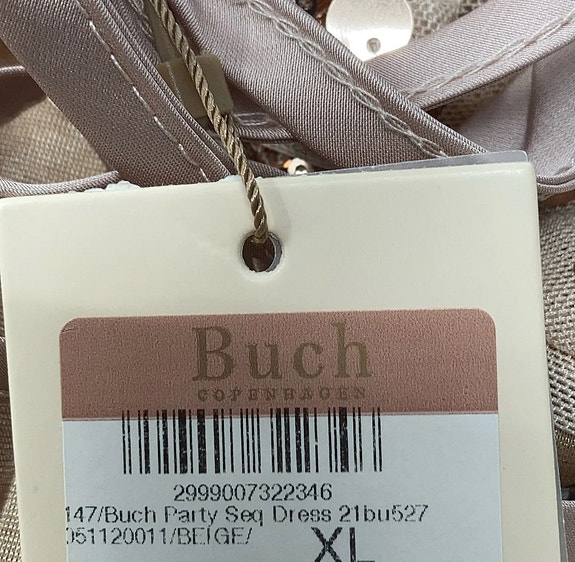 Buch
COPENHAGEN
2999007322346
147/Buch Party Seq Dress 21bu527
051120011/BEIGE/
XL